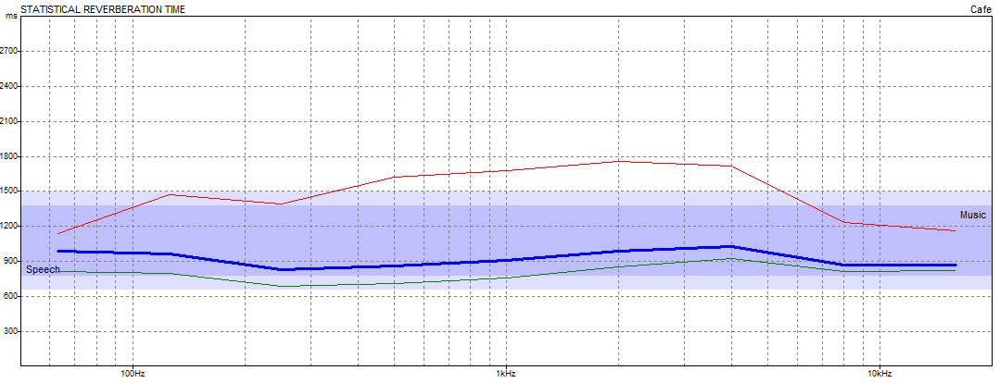 STATISTICAL REVERBERATION TIME
Cafe
ms
2700
2400
2100
1800
1500
1200
900
600
300
Music
Speech
100Hz
1kHz
10kHz